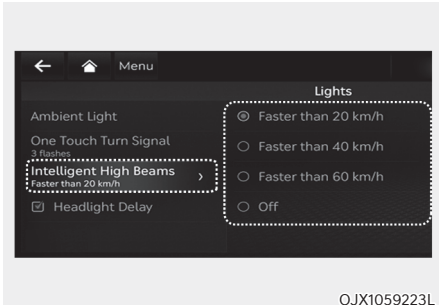 Menu
Lights
Ambient Light
One Touch Turn Signal
3 flashes
Intelligent High Beams
Faster than 20 km/h
Headlight Delay
Faster than 20 km/h
Faster than 40 km/h
Faster than 60 km/h
Off
OJX1059223L